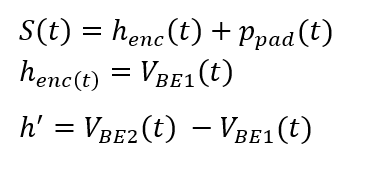 S(t) = h_enc(t) + p_pad(t)
h_enc(t) = V_BE1(t)
h′ = V_BE2(t) − V_BE1(t)